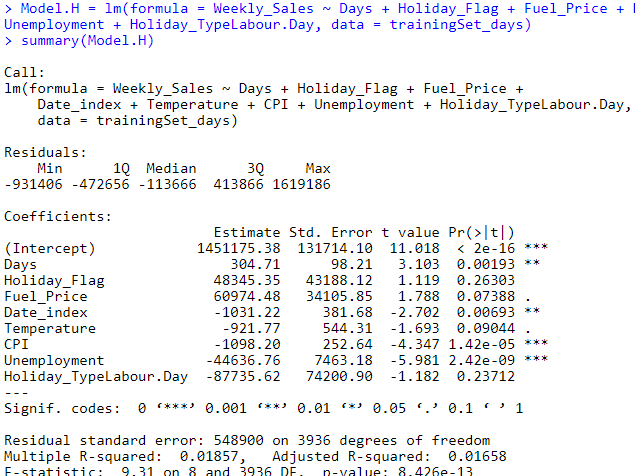 > Model.H = lm(formula = Weekly_Sales ~ Days + Holiday_Flag + Fuel_Price +
Unemployment + Holiday_TypeLabour.Day, data = trainingSet_days)
> summary(Model.H)
Call:
lm(formula = Weekly_Sales ~ Days + Holiday_Flag + Fuel_Price +
    Date_index + Temperature + CPI + Unemployment + Holiday_TypeLabour.Day,
    data = trainingSet_days)
Residuals:
    Min      1Q  Median      3Q     Max
-931406 -472656 -113666  413866 1619186
Coefficients:
                         Estimate Std. Error t value Pr(>|t|)
(Intercept)            1451175.38  131714.10  11.018  < 2e-16 ***
Days                       304.71      98.21   3.103  0.00193 **
Holiday_Flag             48345.35   43188.12   1.119  0.26303
Fuel_Price               60974.48   34105.85   1.788  0.07388 .
Date_index               -1031.22     381.68  -2.702  0.00693 **
Temperature               -921.77     544.31  -1.693  0.09044 .
CPI                      -1098.20     252.64  -4.347 1.42e-05 ***
Unemployment            -44636.76    7463.18  -5.981 2.42e-09 ***
Holiday_TypeLabour.Day  -87735.62   74200.90  -1.182  0.23712
---
Signif. codes:  0 ‘***’ 0.001 ‘**’ 0.01 ‘*’ 0.05 ‘.’ 0.1 ‘ ’ 1
Residual standard error: 548900 on 3936 degrees of freedom
Multiple R-squared:  0.01857,	Adjusted R-squared:  0.01658
F-statistic:  9.31 on 8 and 3936 DF,  p-value: 8.426e-13